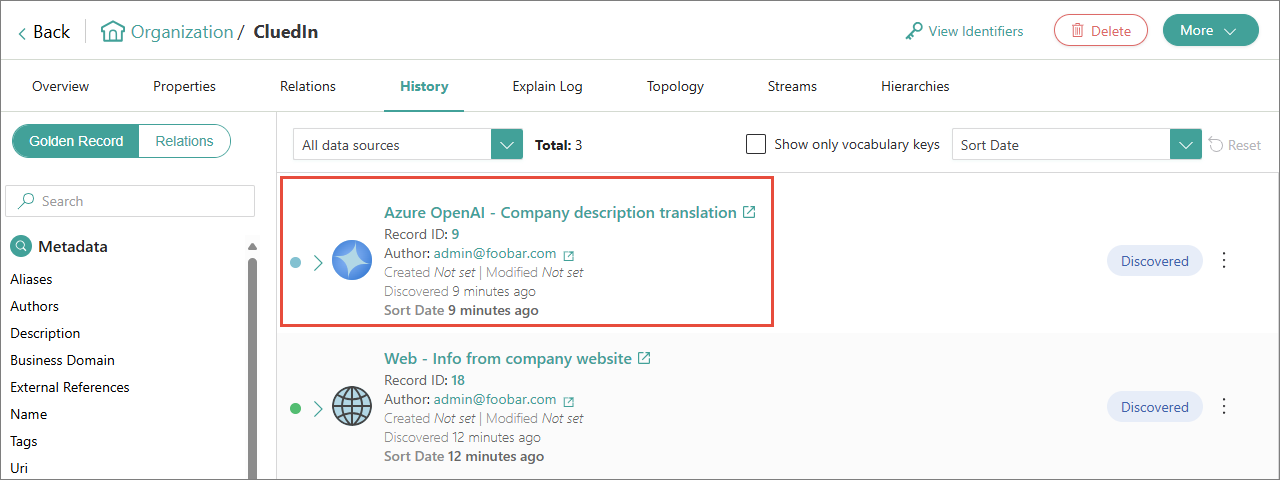 Back Organization / CluedIn View Identifiers Delete More
Overview Properties Relations History Explain Log Topology Streams Hierarchies
Golden Record Relations
Search
Metadata
Aliases
Authors
Description
Business Domain
External References
Name
Tags
Uri
All data sources Total: 3 Show only vocabulary keys Sort Date Reset
Azure OpenAI - Company description translation
Record ID: 9
Author: admin@foobar.com
Created Not set | Modified Not set
Discovered 9 minutes ago
Sort Date 9 minutes ago
Discovered
Web - Info from company website
Record ID: 18
Author: admin@foobar.com
Created Not set | Modified Not set
Discovered 12 minutes ago
Sort Date 12 minutes ago
Discovered